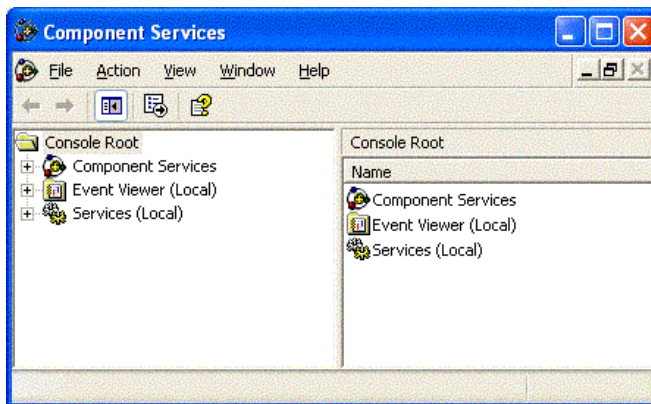 Component Services
File Action View Window Help
Console Root
Component Services
Event Viewer (Local)
Services (Local)
Console Root
Name
Component Services
Event Viewer (Local)
Services (Local)